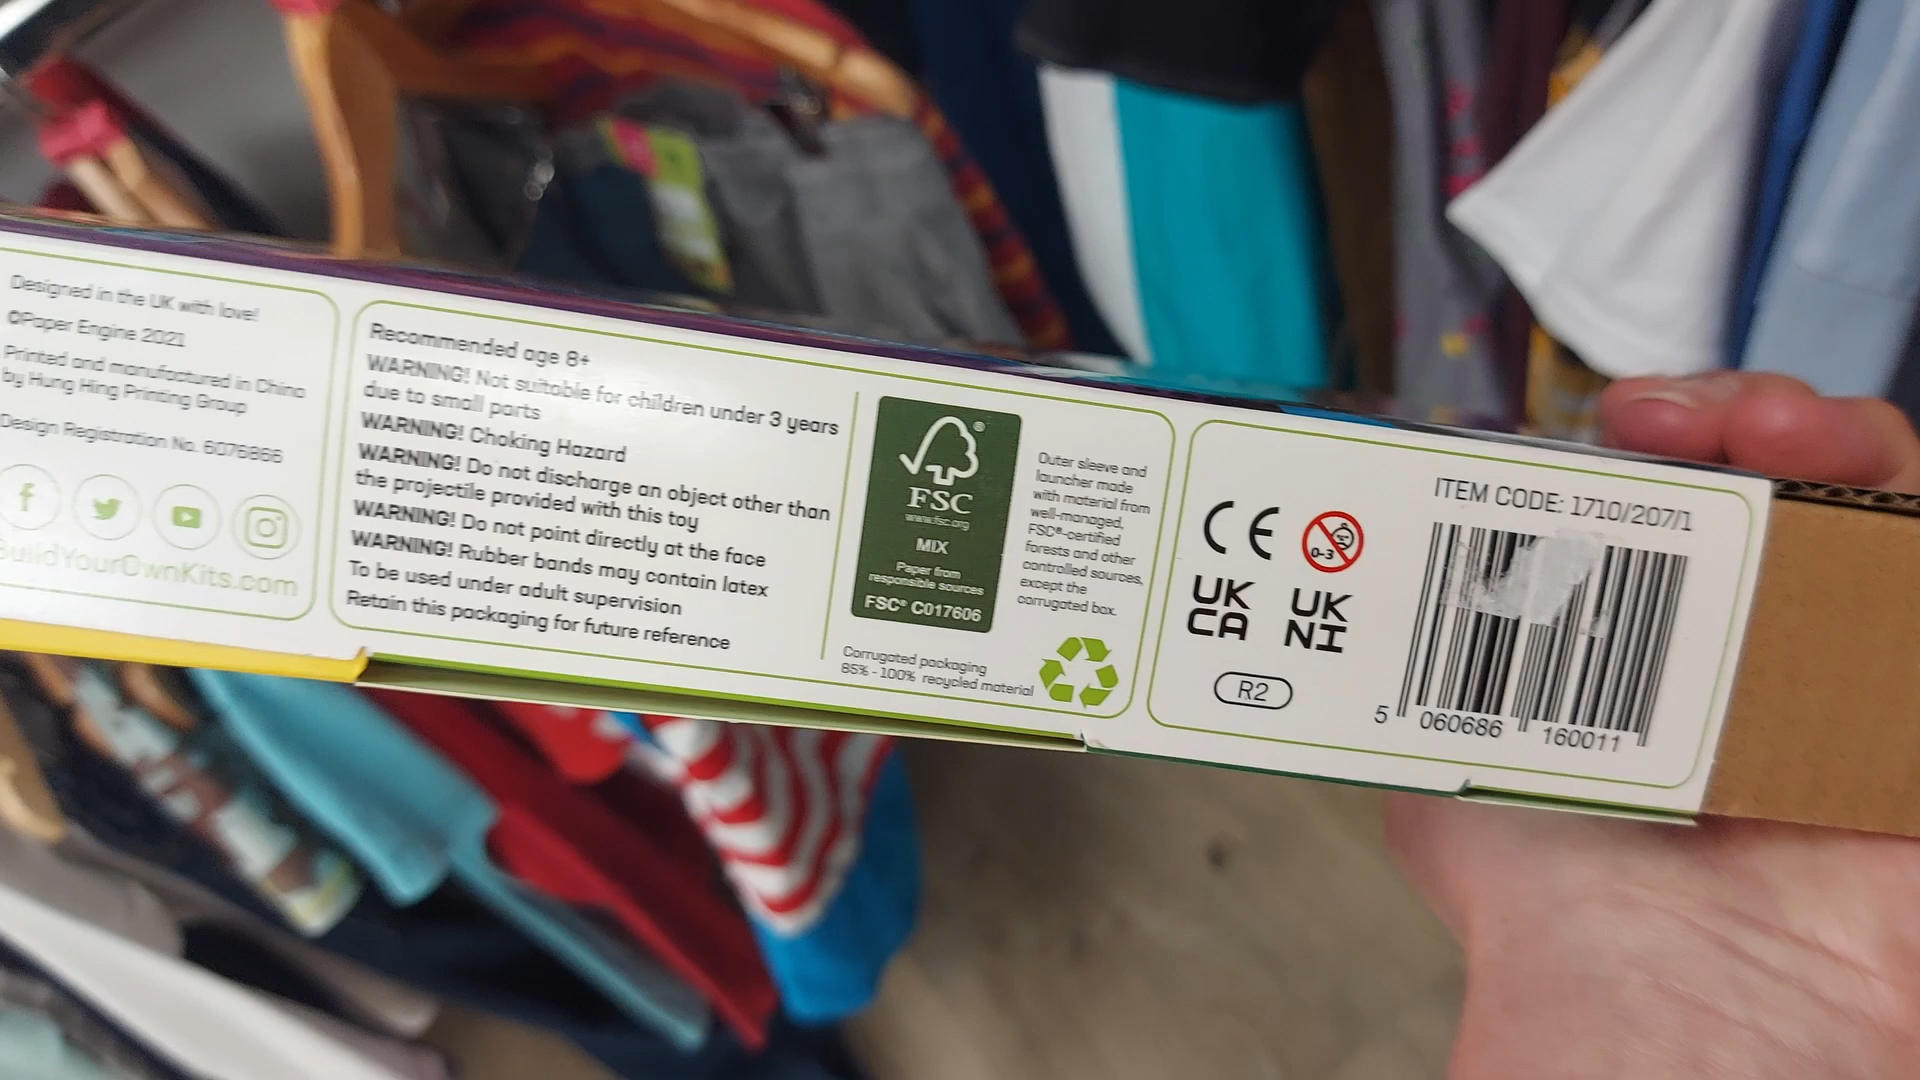 Designed in the UK with love!
©Paper Engine 2021
Printed and manufactured in China
by Hung Hing Printing Group
Design Registration No. 6076866
BuildYourOwnKits.com
Recommended age 8+
WARNING! Not suitable for children under 3 years
due to small parts
WARNING! Choking Hazard
WARNING! Do not discharge an object other than
the projectile provided with this toy
WARNING! Do not point directly at the face
WARNING! Rubber bands may contain latex
To be used under adult supervision
Retain this packaging for future reference
FSC®
www.fsc.org
MIX
Paper from
responsible sources
FSC® C017606
Outer sleeve and
launcher made
with material from
well-managed,
FSC®-certified
forests and other
controlled sources,
except the
corrugated box.
Corrugated packaging
85% - 100% recycled material
CE
0-3
UK
CA
UK
NI
R2
ITEM CODE: 1710/207/1
5 060686 160011